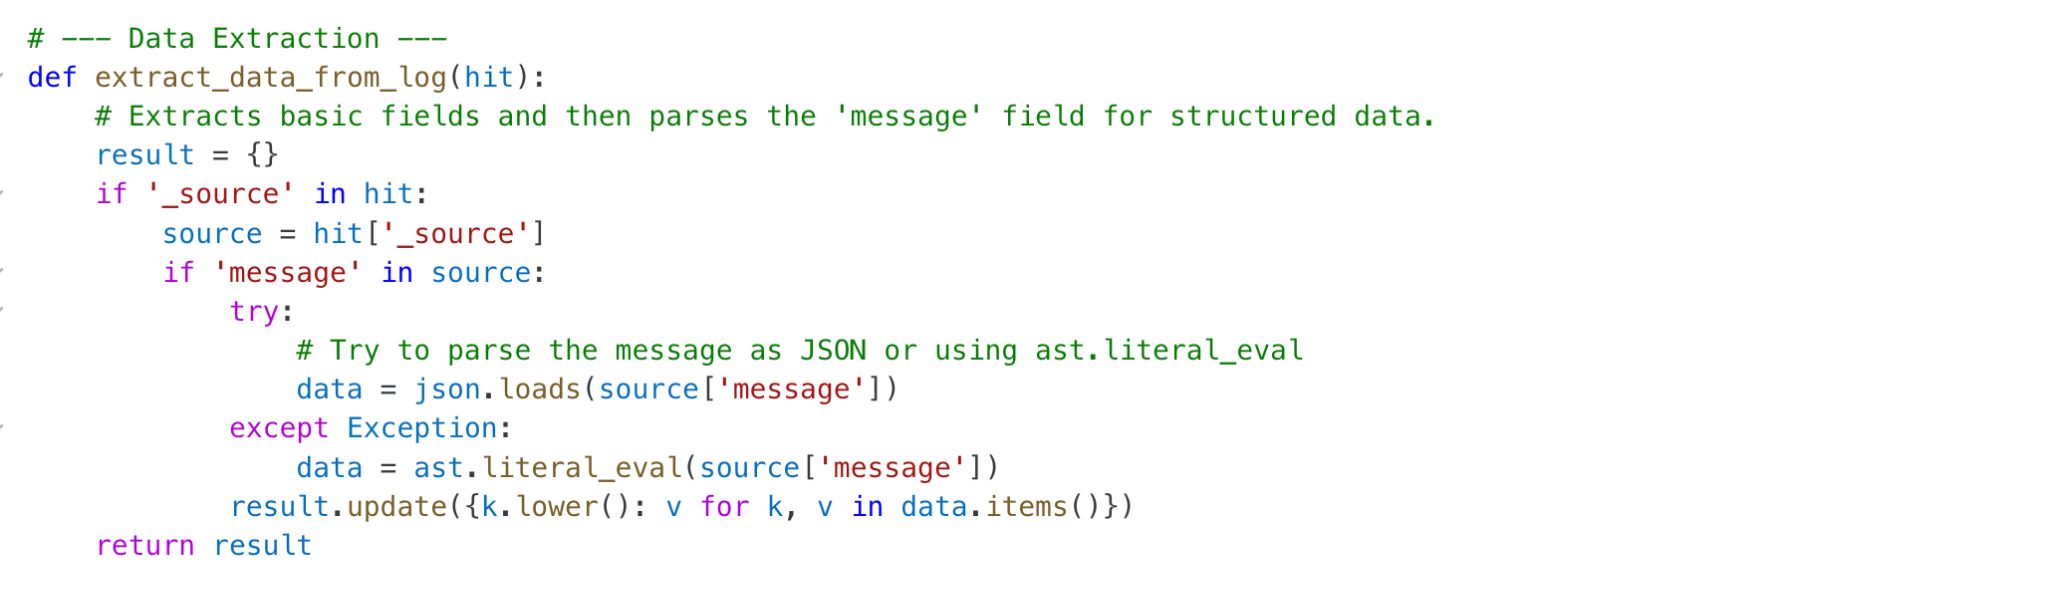 # --- Data Extraction ---
def extract_data_from_log(hit):
    # Extracts basic fields and then parses the 'message' field for structured data.
    result = {}
    if '_source' in hit:
        source = hit['_source']
        if 'message' in source:
            try:
                # Try to parse the message as JSON or using ast.literal_eval
                data = json.loads(source['message'])
            except Exception:
                data = ast.literal_eval(source['message'])
            result.update({k.lower(): v for k, v in data.items()})
    return result